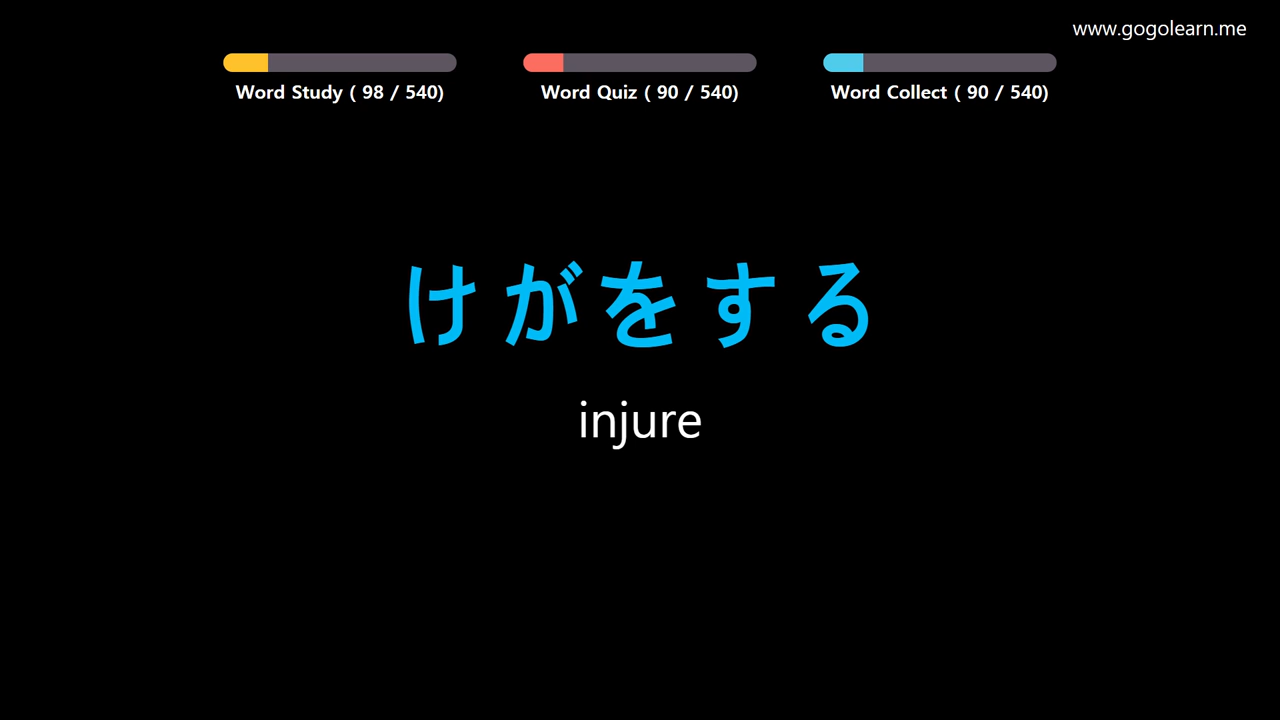 www.gogolearn.me
Word Study ( 98 / 540)
Word Quiz ( 90 / 540)
Word Collect ( 90 / 540)
けがをする
injure